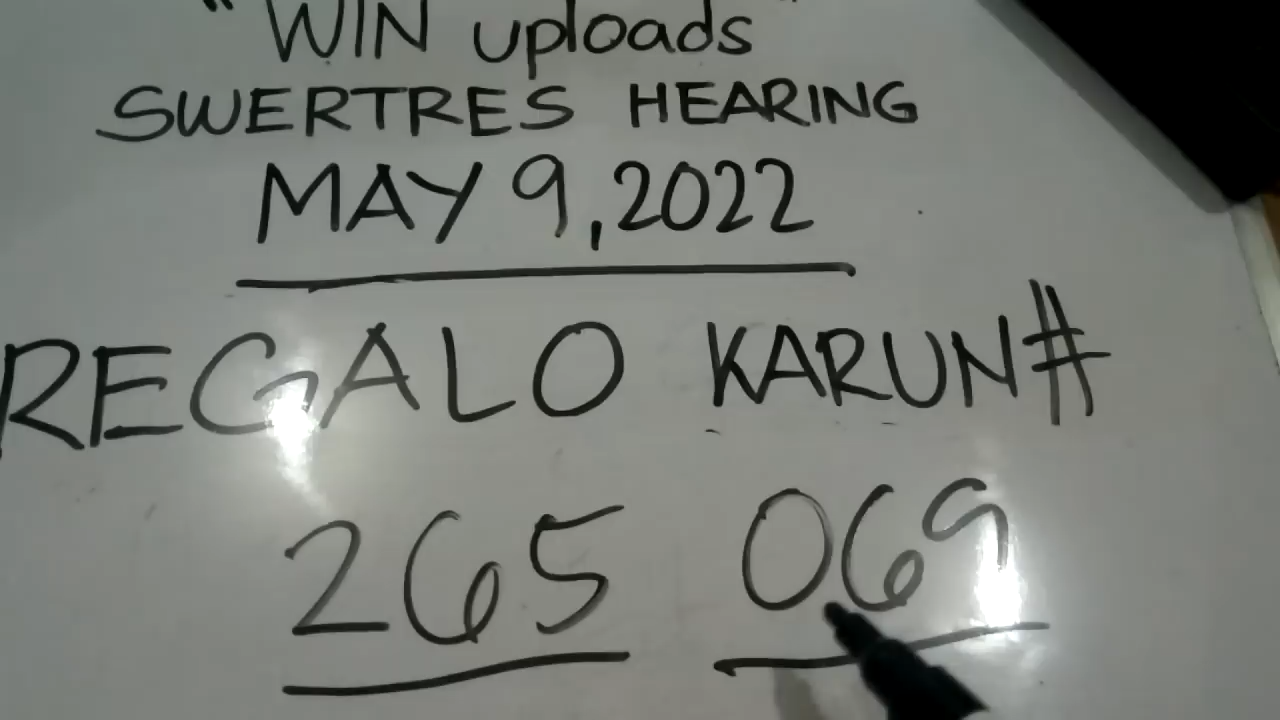 "WIN uploads"
SWERTRES HEARING
MAY 9, 2022
REGALO KARUN#
265 069